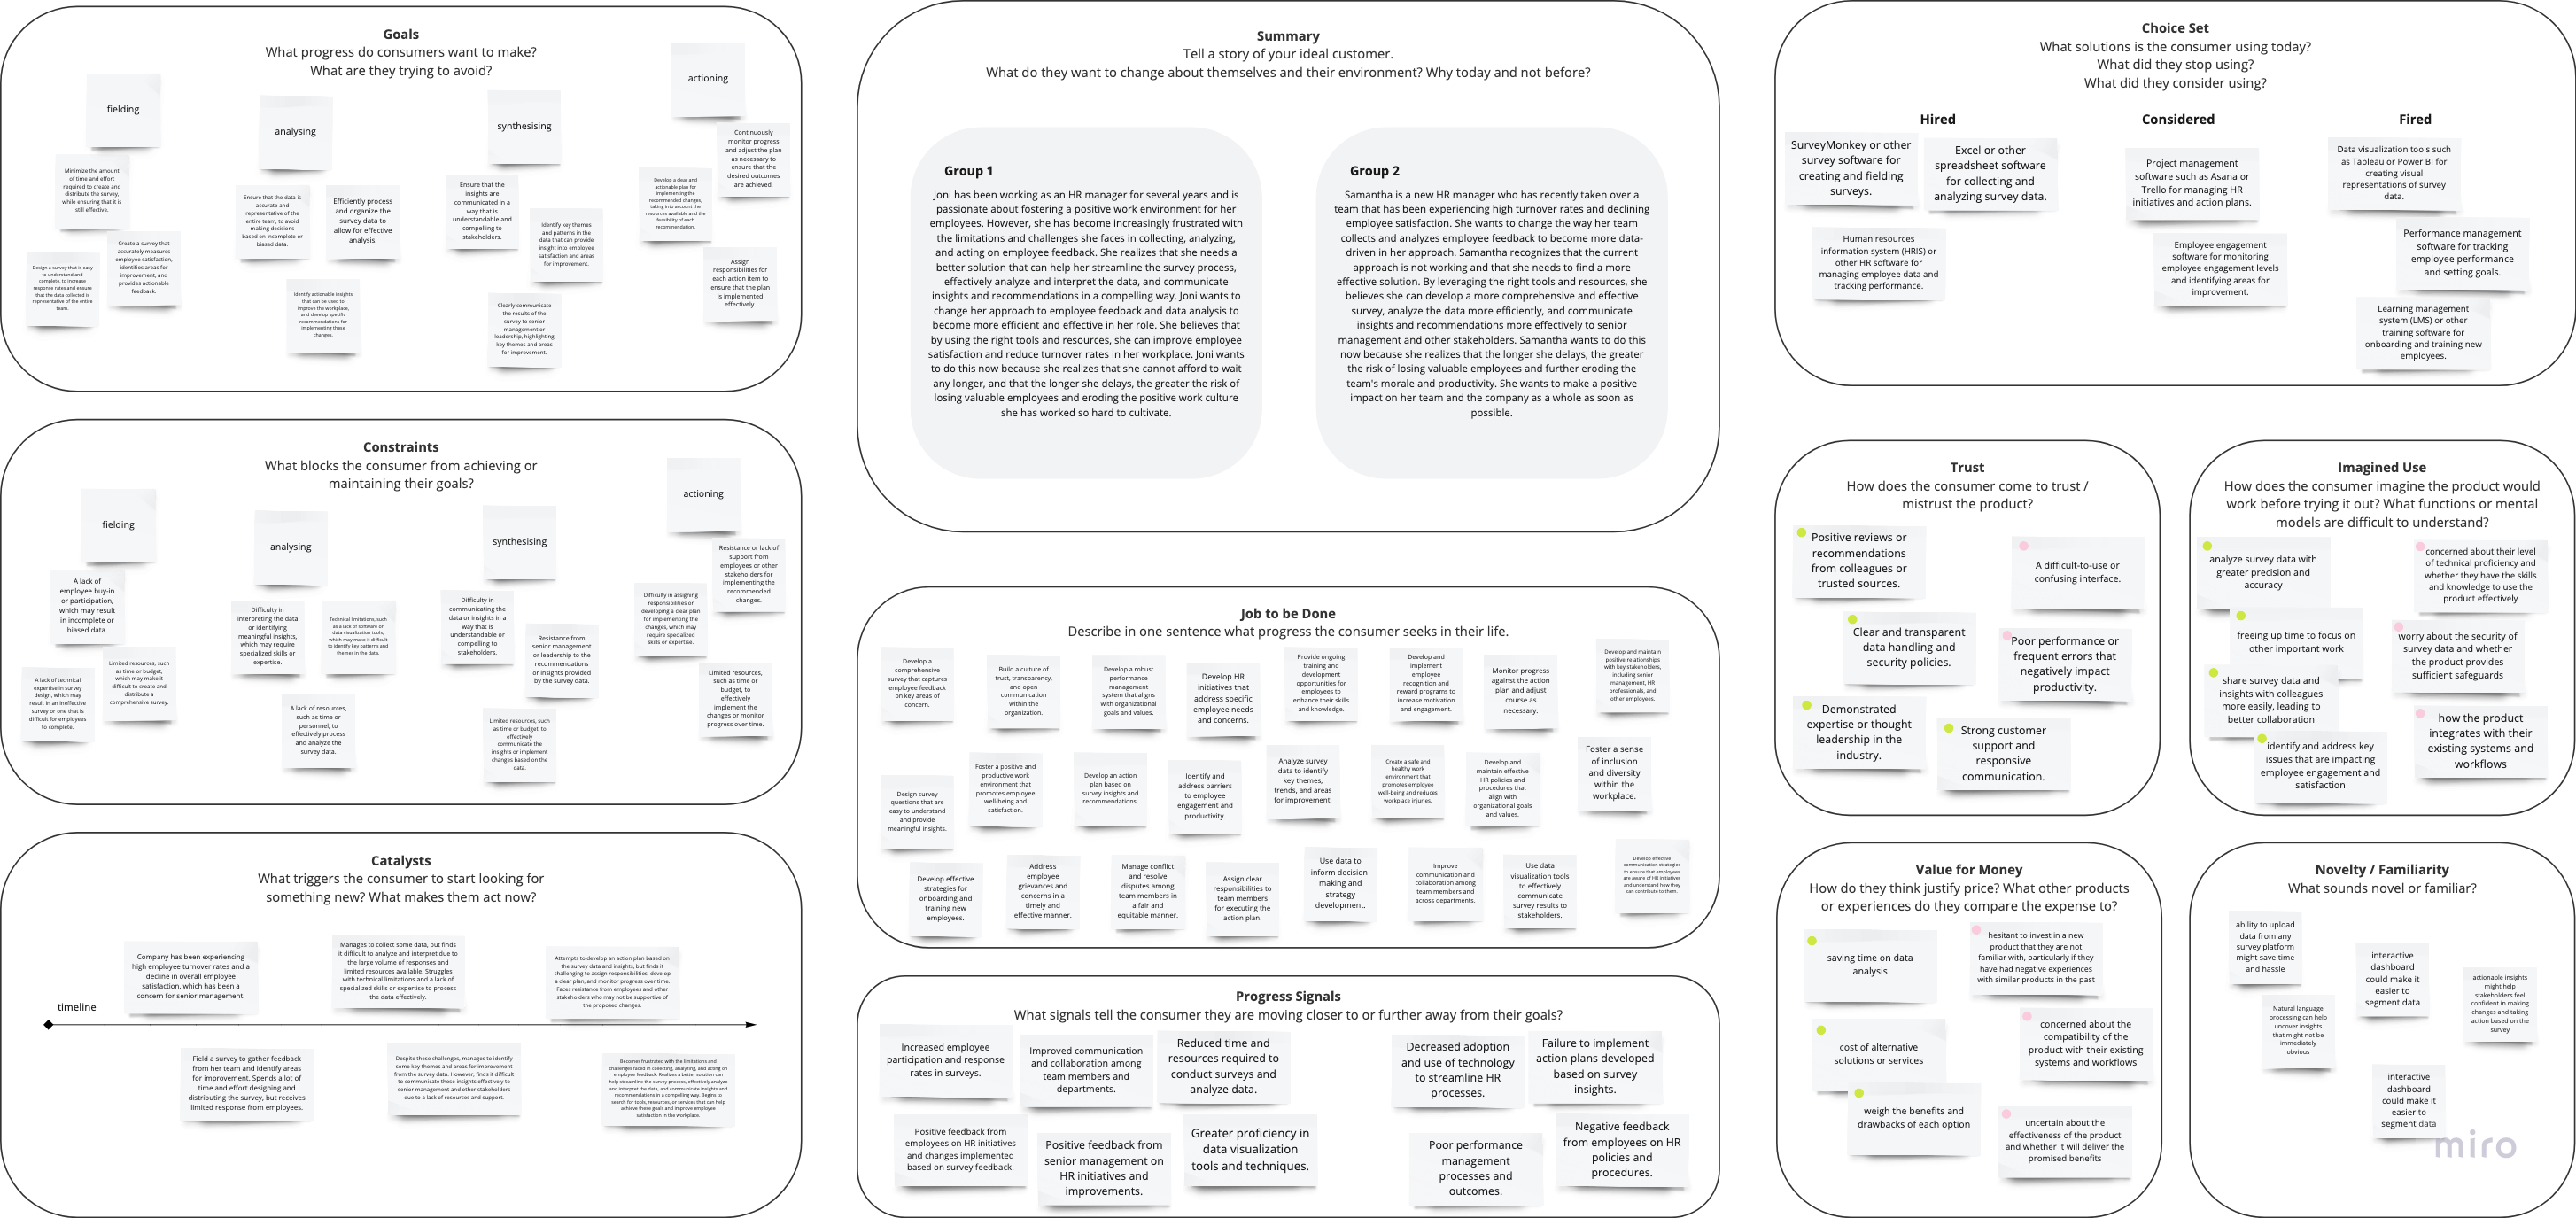 Goals
What progress do consumers want to make?
What are they trying to avoid?
fielding
Minimize the amount
of time and effort
required to create and
distribute the survey,
while ensuring that it is
still effective.
Design a survey that is easy
to understand and
complete, to increase
response rates and ensure
that the data collected is
representative of the entire
team.
Create a survey that
accurately measures
employee satisfaction,
identifies areas for
improvement, and
provides actionable
feedback.
analysing
Ensure that the data is
accurate and
representative of the
entire team, to avoid
making decisions
based on incomplete or
biased data.
Efficiently process
and organize the
survey data to
allow for effective
analysis.
Identify actionable insights
that can be used to
improve the workplace,
and develop specific
recommendations for
implementing these
changes.
synthesising
Ensure that the
insights are
communicated in a
way that is
understandable and
compelling to
stakeholders.
Identify key themes
and patterns in the
data that can provide
insight into employee
satisfaction and areas
for improvement.
Clearly communicate
the results of the
survey to senior
management or
leadership, highlighting
key themes and areas
for improvement.
actioning
Continuously
monitor progress
and adjust the plan
as necessary to
ensure that the
desired outcomes
are achieved.
Develop a clear and
actionable plan for
implementing the
recommended changes,
taking into account the
resources available and the
feasibility of each
recommendation.
Assign
responsibilities for
each action item to
ensure that the plan
is implemented
effectively.
Constraints
What blocks the consumer from achieving or
maintaining their goals?
fielding
A lack of
employee buy-in
or participation,
which may result
in incomplete or
biased data.
A lack of technical
expertise in survey
design, which may
result in an ineffective
survey or one that is
difficult for employees
to complete.
Limited resources, such
as time or budget,
which may make it
difficult to create and
distribute a
comprehensive survey.
analysing
Difficulty in
interpreting the data
or identifying
meaningful insights,
which may require
specialized skills or
expertise.
Technical limitations, such
as a lack of software or
data visualization tools,
which may make it difficult
to identify key patterns and
themes in the data.
A lack of resources,
such as time or
personnel, to
effectively process
and analyze the
survey data.
synthesising
Difficulty in
communicating the
data or insights in a
way that is
understandable or
compelling to
stakeholders.
Resistance from
senior management
or leadership to the
recommendations
or insights provided
by the survey data.
Limited resources, such
as time or budget, to
effectively
communicate the
insights or implement
changes based on the
data.
actioning
Resistance or lack of
support from
employees or other
stakeholders for
implementing the
recommended
changes.
Difficulty in assigning
responsibilities or
developing a clear plan
for implementing the
changes, which may
require specialized
skills or expertise.
Limited resources,
such as time or
budget, to
effectively
implement the
changes or monitor
progress over time.
Catalysts
What triggers the consumer to start looking for
something new? What makes them act now?
timeline
Company has been experiencing
high employee turnover rates and a
decline in overall employee
satisfaction, which has been a
concern for senior management.
Field a survey to gather feedback
from her team and identify areas
for improvement. Spends a lot of
time and effort designing and
distributing the survey, but receives
limited response from employees.
Manages to collect some data, but finds
it difficult to analyze and interpret due to
the large volume of responses and
limited resources available. Struggles
with technical limitations and a lack of
specialized skills or expertise to process
the data effectively.
Despite these challenges, manages to identify
some key themes and areas for improvement
from the survey data. However, finds it difficult
to communicate these insights effectively to
senior management and other stakeholders
due to a lack of resources and support.
Attempts to develop an action plan based on
the survey data and insights, but finds it
challenging to assign responsibilities, develop
a clear plan, and monitor progress over time.
Faces resistance from employees and other
stakeholders who may not be supportive of
the proposed changes.
Becomes frustrated with the limitations and
challenges faced in collecting, analyzing, and acting on
employee feedback. Realizes a better solution can
help streamline the survey process, effectively analyze
and interpret the data, and communicate insights and
recommendations in a compelling way. Begins to
search for tools, resources, or services that can help
achieve these goals and improve employee
satisfaction in the workplace.
Summary
Tell a story of your ideal customer.
What do they want to change about themselves and their environment? Why today and not before?
Group 1
Joni has been working as an HR manager for several years and is
passionate about fostering a positive work environment for her
employees. However, she has become increasingly frustrated with
the limitations and challenges she faces in collecting, analyzing,
and acting on employee feedback. She realizes that she needs a
better solution that can help her streamline the survey process,
effectively analyze and interpret the data, and communicate
insights and recommendations in a compelling way. Joni wants to
change her approach to employee feedback and data analysis to
become more efficient and effective in her role. She believes that
by using the right tools and resources, she can improve employee
satisfaction and reduce turnover rates in her workplace. Joni wants
to do this now because she realizes that she cannot afford to wait
any longer, and that the longer she delays, the greater the risk of
losing valuable employees and eroding the positive work culture
she has worked so hard to cultivate.
Group 2
Samantha is a new HR manager who has recently taken over a
team that has been experiencing high turnover rates and declining
employee satisfaction. She wants to change the way her team
collects and analyzes employee feedback to become more data-
driven in her approach. Samantha recognizes that the current
approach is not working and that she needs to find a more
effective solution. By leveraging the right tools and resources, she
believes she can develop a more comprehensive and effective
survey, analyze the data more efficiently, and communicate
insights and recommendations more effectively to senior
management and other stakeholders. Samantha wants to do this
now because she realizes that the longer she delays, the greater
the risk of losing valuable employees and further eroding the
team's morale and productivity. She wants to make a positive
impact on her team and the company as a whole as soon as
possible.
Job to be Done
Describe in one sentence what progress the consumer seeks in their life.
Develop a
comprehensive
survey that captures
employee feedback
on key areas of
concern.
Build a culture of
trust, transparency,
and open
communication
within the
organization.
Develop a robust
performance
management
system that aligns
with organizational
goals and values.
Develop HR
initiatives that
address specific
employee needs
and concerns.
Provide ongoing
training and
development
opportunities for
employees to
enhance their skills
and knowledge.
Develop and
implement
employee
recognition and
reward programs to
increase motivation
and engagement.
Monitor progress
against the action
plan and adjust
course as
necessary.
Develop and maintain
positive relationships
with key stakeholders,
including senior
management, HR
professionals, and
other employees.
Design survey
questions that are
easy to understand
and provide
meaningful insights.
Foster a positive and
productive work
environment that
promotes employee
well-being and
satisfaction.
Develop an action
plan based on
survey insights and
recommendations.
Identify and
address barriers
to employee
engagement and
productivity.
Analyze survey
data to identify
key themes,
trends, and areas
for improvement.
Create a safe and
healthy work
environment that
promotes employee
well-being and reduces
workplace injuries.
Develop and
maintain effective
HR policies and
procedures that
align with
organizational goals
and values.
Foster a sense
of inclusion
and diversity
within the
workplace.
Develop effective
strategies for
onboarding and
training new
employees.
Address
employee
grievances and
concerns in a
timely and
effective manner.
Manage conflict
and resolve
disputes among
team members in
a fair and
equitable manner.
Assign clear
responsibilities to
team members
for executing the
action plan.
Use data to
inform decision-
making and
strategy
development.
Improve
communication and
collaboration among
team members and
across departments.
Use data
visualization tools
to effectively
communicate
survey results to
stakeholders.
Develop effective
communication strategies
to ensure that employees
are aware of HR initiatives
and understand how they
can contribute to them.
Progress Signals
What signals tell the consumer they are moving closer to or further away from their goals?
Increased employee
participation and response
rates in surveys.
Improved communication
and collaboration among
team members and
departments.
Reduced time and
resources required to
conduct surveys and
analyze data.
Decreased adoption
and use of technology
to streamline HR
processes.
Failure to implement
action plans developed
based on survey
insights.
Positive feedback from
employees on HR initiatives
and changes implemented
based on survey feedback.
Positive feedback from
senior management on
HR initiatives and
improvements.
Greater proficiency in
data visualization
tools and techniques.
Poor performance
management
processes and
outcomes.
Negative feedback
from employees on HR
policies and
procedures.
Choice Set
What solutions is the consumer using today?
What did they stop using?
What did they consider using?
Hired
SurveyMonkey or other
survey software for
creating and fielding
surveys.
Excel or other
spreadsheet software
for collecting and
analyzing survey data.
Human resources
information system (HRIS) or
other HR software for
managing employee data and
tracking performance.
Considered
Project management
software such as Asana or
Trello for managing HR
initiatives and action plans.
Employee engagement
software for monitoring
employee engagement levels
and identifying areas for
improvement.
Fired
Data visualization tools such
as Tableau or Power BI for
creating visual
representations of survey
data.
Performance management
software for tracking
employee performance
and setting goals.
Learning management
system (LMS) or other
training software for
onboarding and training new
employees.
Trust
How does the consumer come to trust /
mistrust the product?
Positive reviews or
recommendations
from colleagues or
trusted sources.
A difficult-to-use or
confusing interface.
Clear and transparent
data handling and
security policies.
Poor performance or
frequent errors that
negatively impact
productivity.
Demonstrated
expertise or thought
leadership in the
industry.
Strong customer
support and
responsive
communication.
Imagined Use
How does the consumer imagine the product would
work before trying it out? What functions or mental
models are difficult to understand?
analyze survey data with
greater precision and
accuracy
concerned about their level
of technical proficiency and
whether they have the skills
and knowledge to use the
product effectively
freeing up time to focus on
other important work
worry about the security of
survey data and whether
the product provides
sufficient safeguards
share survey data and
insights with colleagues
more easily, leading to
better collaboration
how the product
integrates with their
existing systems and
workflows
identify and address key
issues that are impacting
employee engagement and
satisfaction
Value for Money
How do they think justify price? What other products
or experiences do they compare the expense to?
saving time on data
analysis
hesitant to invest in a new
product that they are not
familiar with, particularly if they
have had negative experiences
with similar products in the past
cost of alternative
solutions or services
concerned about the
compatibility of the
product with their existing
systems and workflows
weigh the benefits and
drawbacks of each option
uncertain about the
effectiveness of the product
and whether it will deliver the
promised benefits
Novelty / Familiarity
What sounds novel or familiar?
ability to upload
data from any
survey platform
might save time
and hassle
interactive
dashboard
could make it
easier to
segment data
actionable insights
might help
stakeholders feel
confident in making
changes and taking
action based on the
survey
Natural language
processing can help
uncover insights
that might not be
immediately
obvious
interactive
dashboard
could make it
easier to
segment data
miro